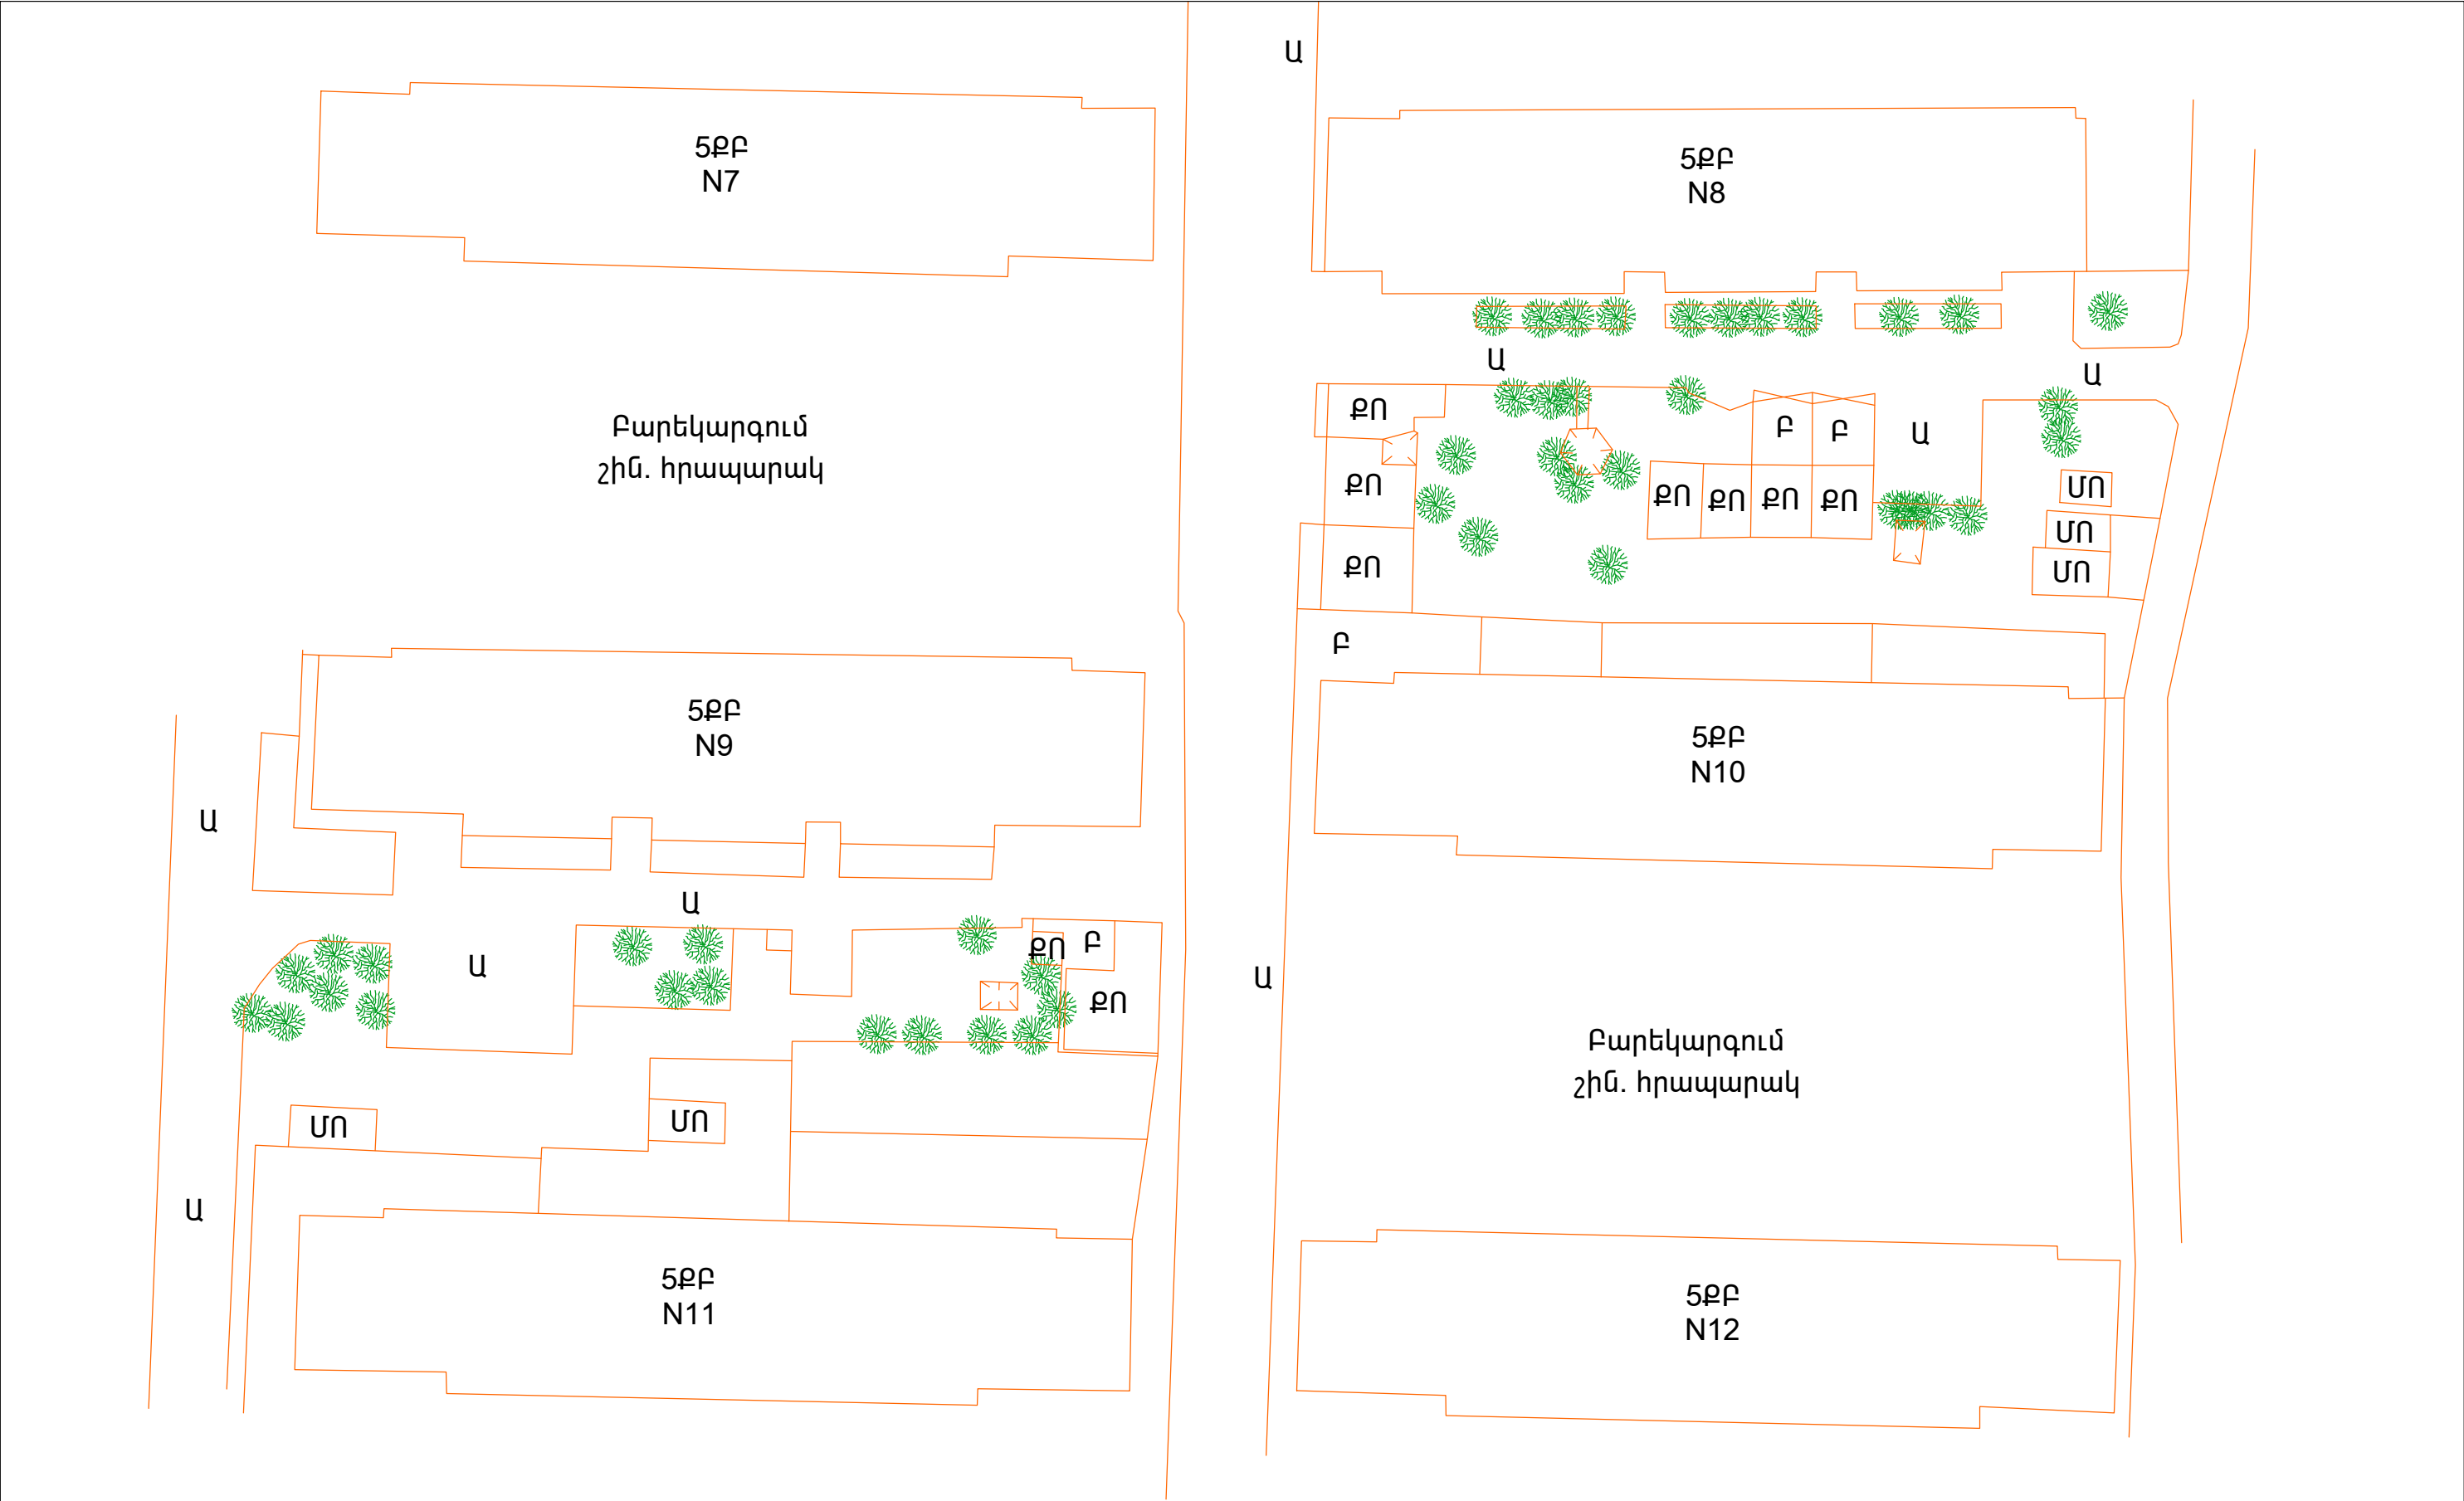 Ա
5ՔԲ
N7
5ՔԲ
N8
Ա
Ա
ՔՈ
Բ
Բ
Ա
Բարեկարգում
շին. հրապարակ
ՔՈ
ՔՈ
ՔՈ
ՔՈ
ՔՈ
ՄՈ
ՄՈ
ՔՈ
ՄՈ
Բ
5ՔԲ
N9
5ՔԲ
N10
Ա
Ա
Ա
ՔՈ
Բ
Ա
ՔՈ
Բարեկարգում
շին. հրապարակ
ՄՈ
ՄՈ
Ա
5ՔԲ
N11
5ՔԲ
N12